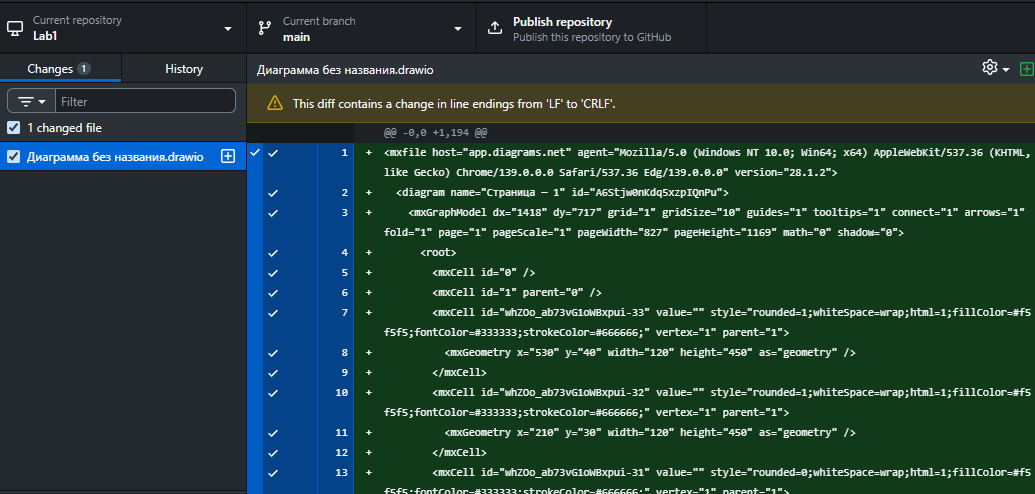 Current repository
Lab1
Current branch
main
Publish repository
Publish this repository to GitHub
Changes 1
History
Диаграмма без названия.drawio
Filter
This diff contains a change in line endings from 'LF' to 'CRLF'.
1 changed file
@@ -0,0 +1,194 @@
Диаграмма без названия.drawio
1 + <mxfile host="app.diagrams.net" agent="Mozilla/5.0 (Windows NT 10.0; Win64; x64) AppleWebKit/537.36 (KHTML,
like Gecko) Chrome/139.0.0.0 Safari/537.36 Edg/139.0.0.0" version="28.1.2">
2 + <diagram name="Страница — 1" id="A6Stjw0nKdq5xzpIQnPu">
3 + <mxGraphModel dx="1418" dy="717" grid="1" gridSize="10" guides="1" tooltips="1" connect="1" arrows="1"
fold="1" page="1" pageScale="1" pageWidth="827" pageHeight="1169" math="0" shadow="0">
4 + <root>
5 + <mxCell id="0" />
6 + <mxCell id="1" parent="0" />
7 + <mxCell id="whZOo_ab73vG1oWBxpui-33" value="" style="rounded=1;whiteSpace=wrap;html=1;fillColor=#f5
f5f5;fontColor=#333333;strokeColor=#666666;" vertex="1" parent="1">
8 + <mxGeometry x="530" y="40" width="120" height="450" as="geometry" />
9 + </mxCell>
10 + <mxCell id="whZOo_ab73vG1oWBxpui-32" value="" style="rounded=1;whiteSpace=wrap;html=1;fillColor=#f5
f5f5;fontColor=#333333;strokeColor=#666666;" vertex="1" parent="1">
11 + <mxGeometry x="210" y="30" width="120" height="450" as="geometry" />
12 + </mxCell>
13 + <mxCell id="whZOo_ab73vG1oWBxpui-31" value="" style="rounded=0;whiteSpace=wrap;html=1;fillColor=#f5
f5f5;fontColor=#333333;strokeColor=#666666;" vertex="1" parent="1">